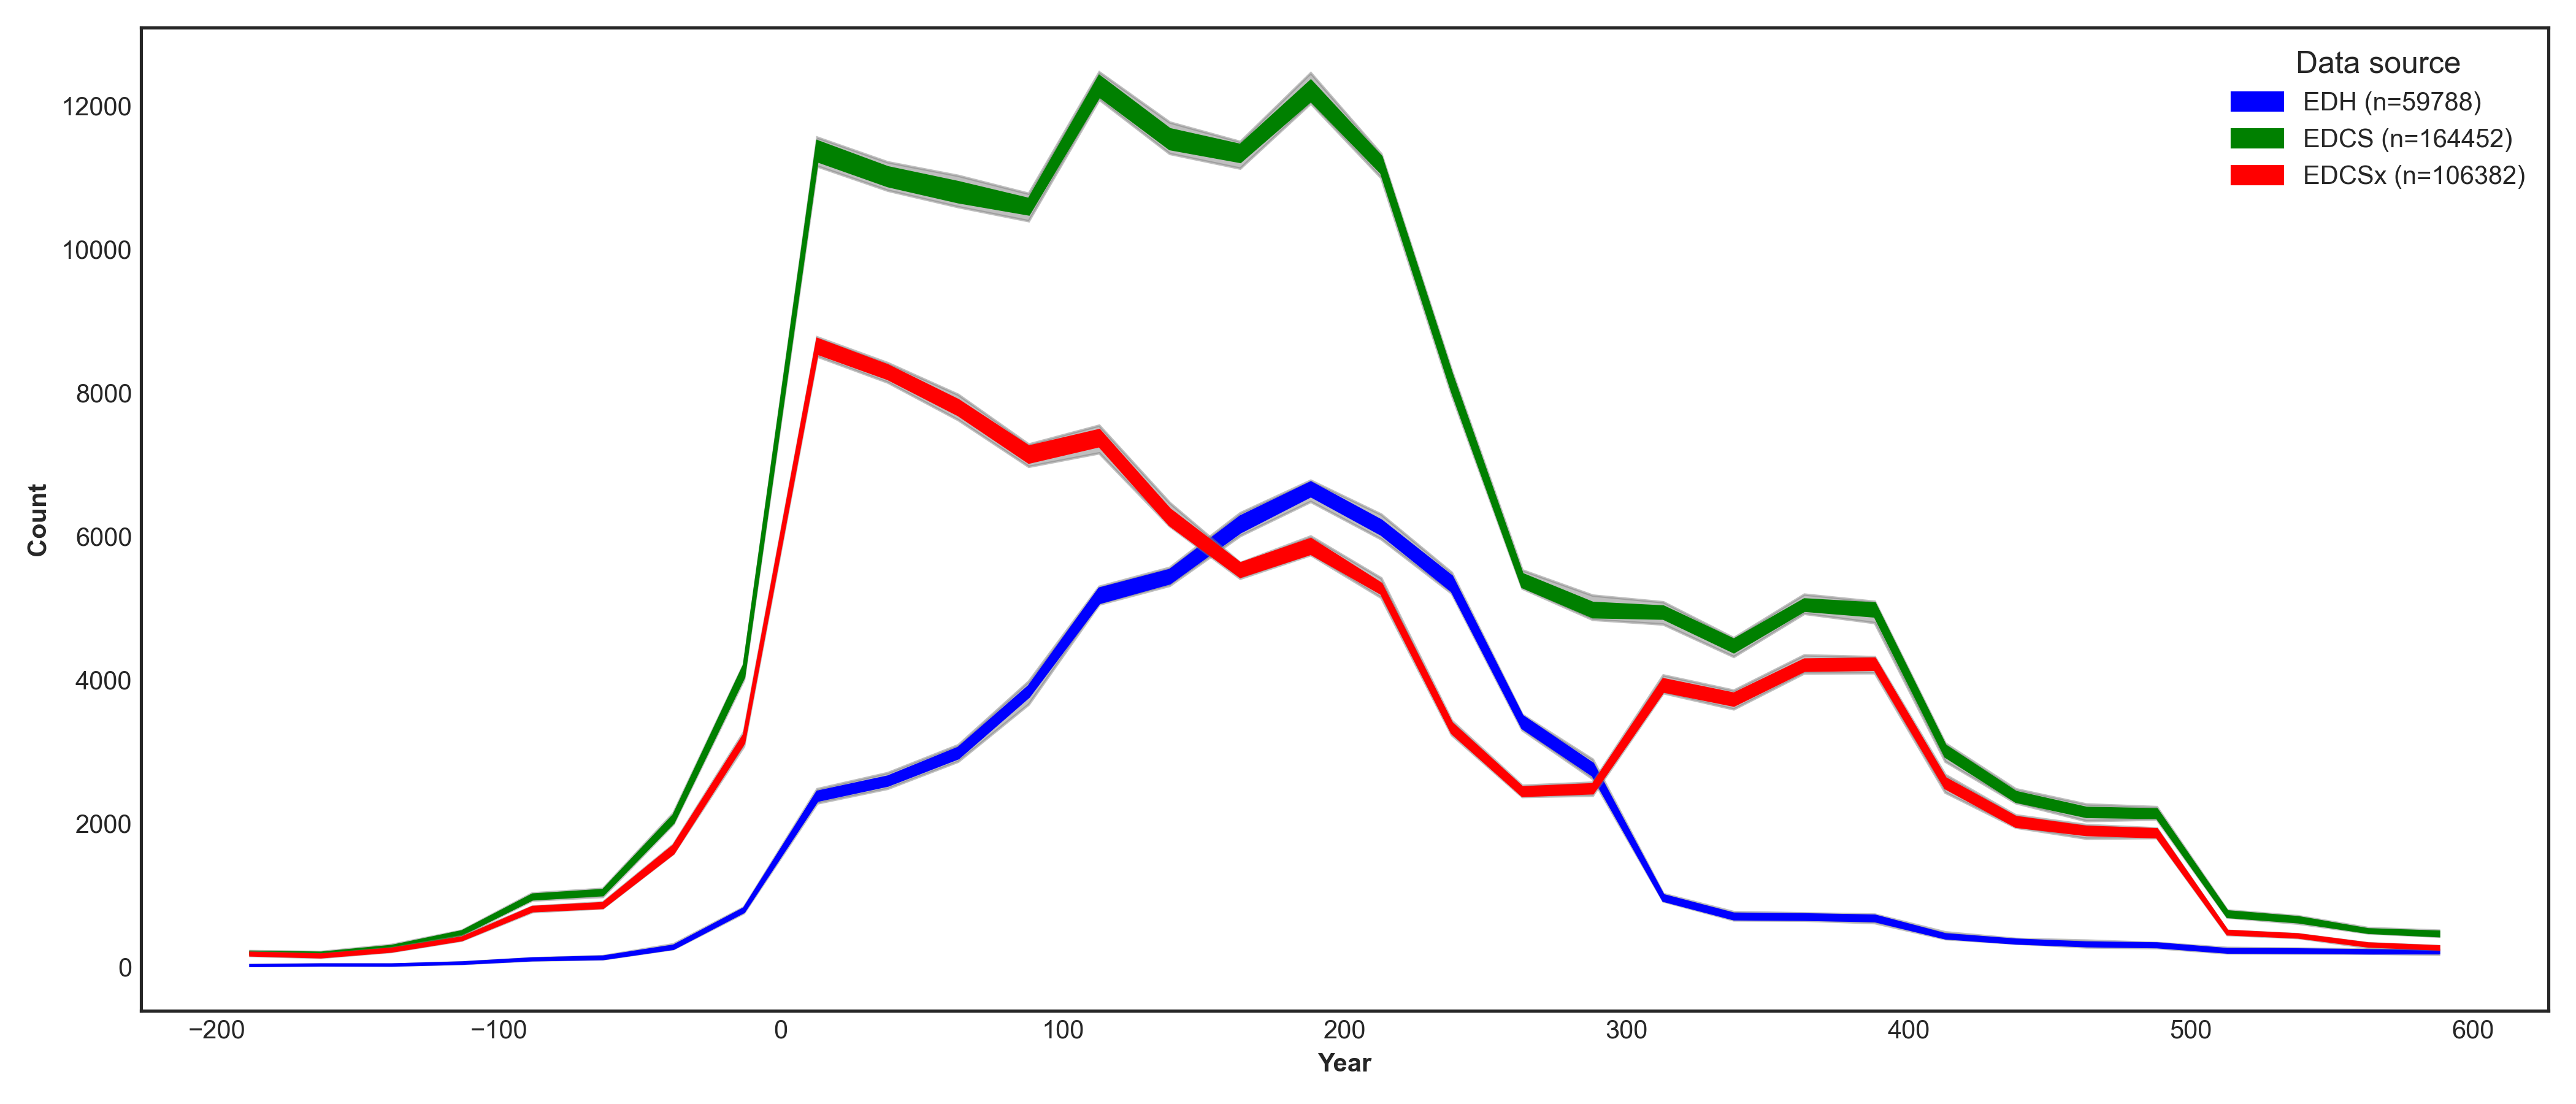 Data source
EDH (n=59788)
EDCS (n=164452)
EDCSx (n=106382)
12000
10000
8000
6000
4000
2000
0
Count
−200 −100 0 100 200 300 400 500 600
Year